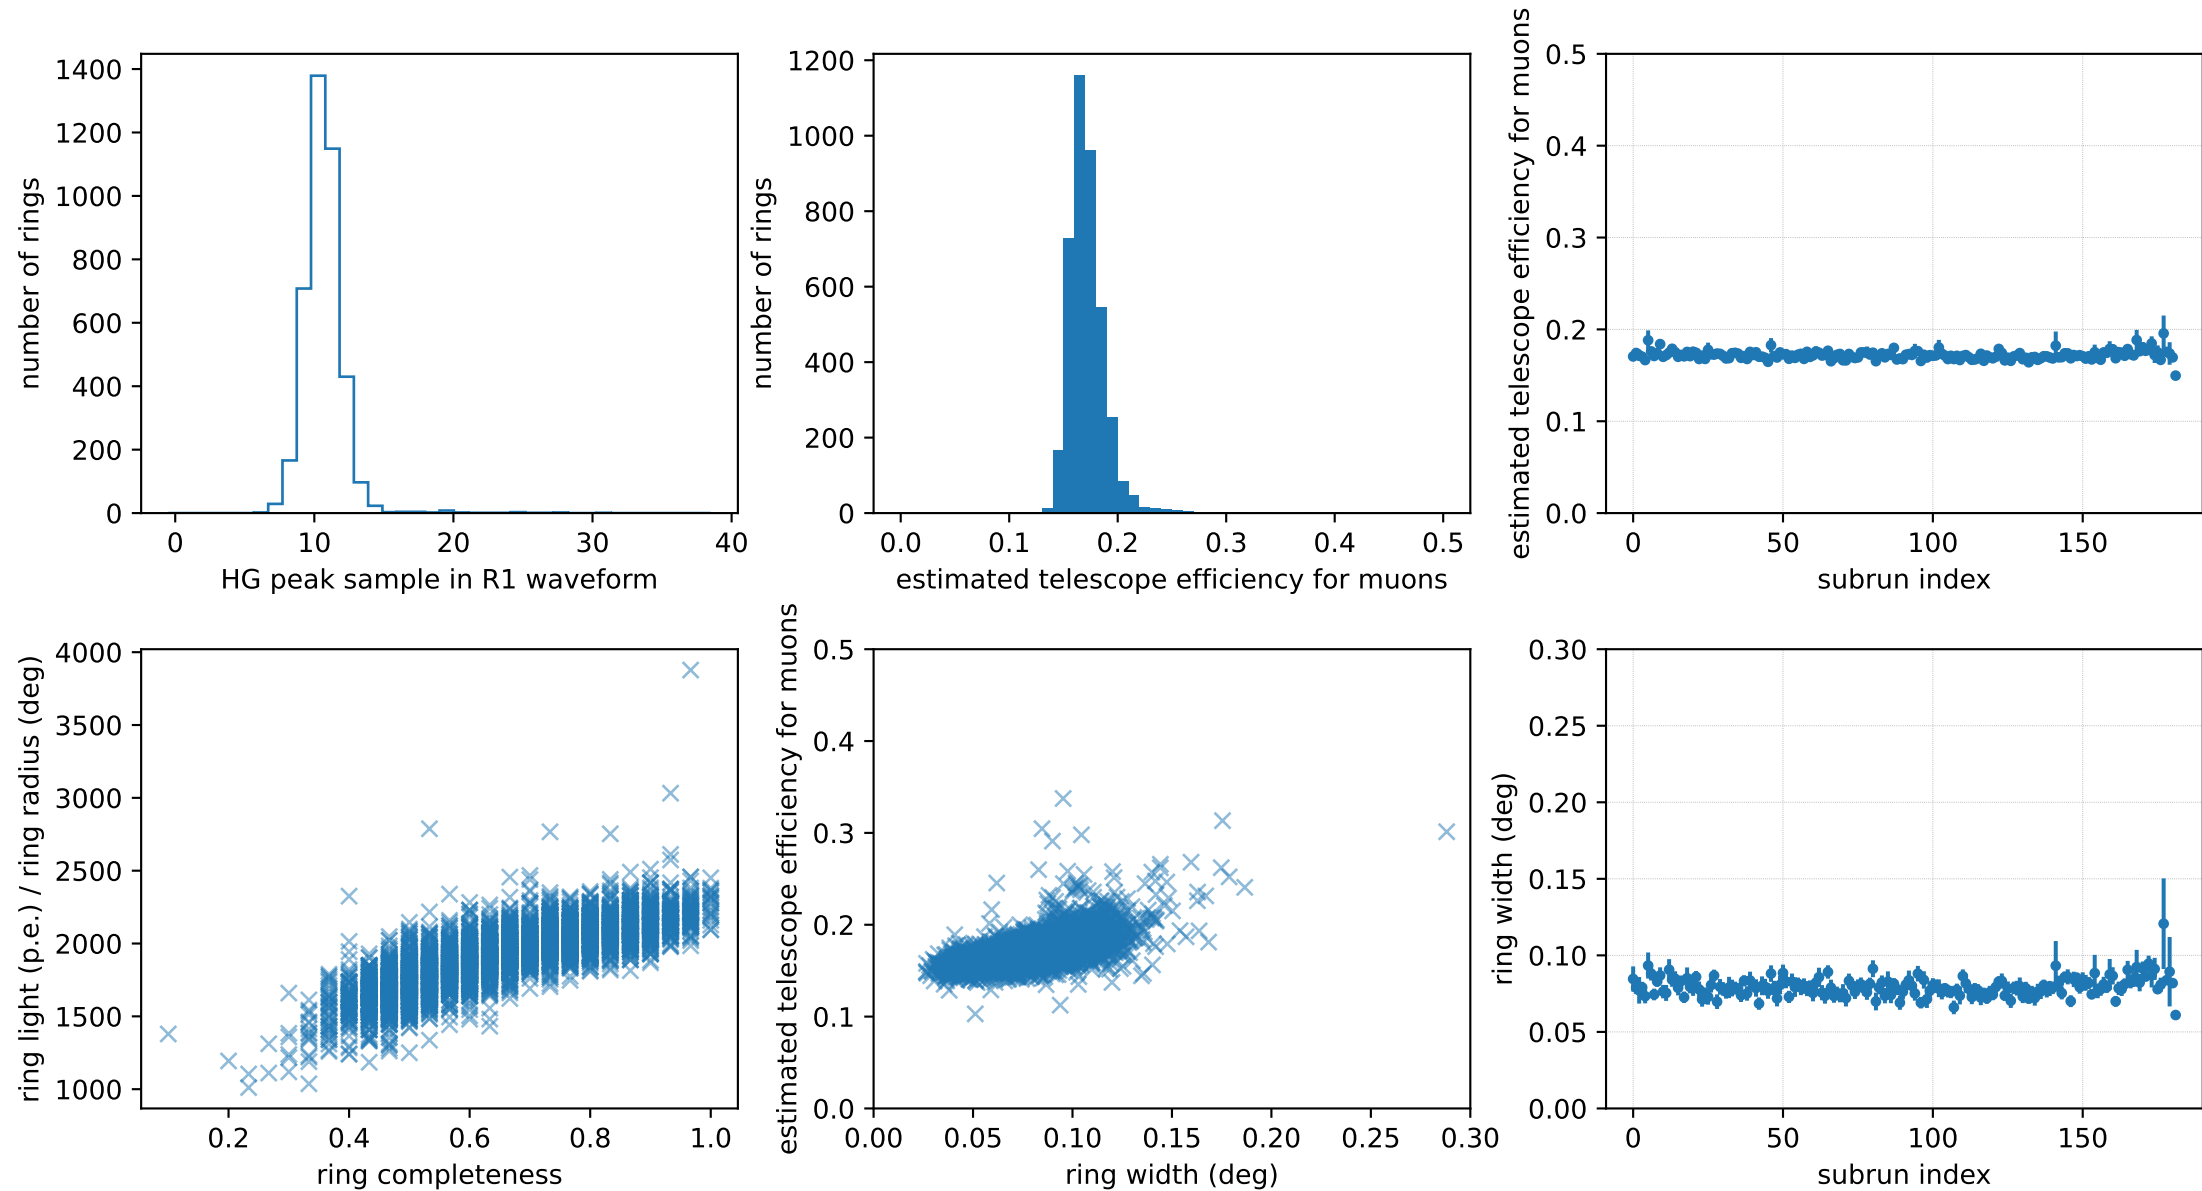 number of rings
1400
1200
1000
800
600
400
200
0
0 10 20 30 40
HG peak sample in R1 waveform
number of rings
1200
1000
800
600
400
200
0
0.0 0.1 0.2 0.3 0.4 0.5
estimated telescope efficiency for muons
estimated telescope efficiency for muons
0.5
0.4
0.3
0.2
0.1
0.0
0 50 100 150
subrun index
ring light (p.e.) / ring radius (deg)
4000
3500
3000
2500
2000
1500
1000
0.2 0.4 0.6 0.8 1.0
ring completeness
estimated telescope efficiency for muons
0.5
0.4
0.3
0.2
0.1
0.0
0.00 0.05 0.10 0.15 0.20 0.25 0.30
ring width (deg)
ring width (deg)
0.30
0.25
0.20
0.15
0.10
0.05
0.00
0 50 100 150
subrun index